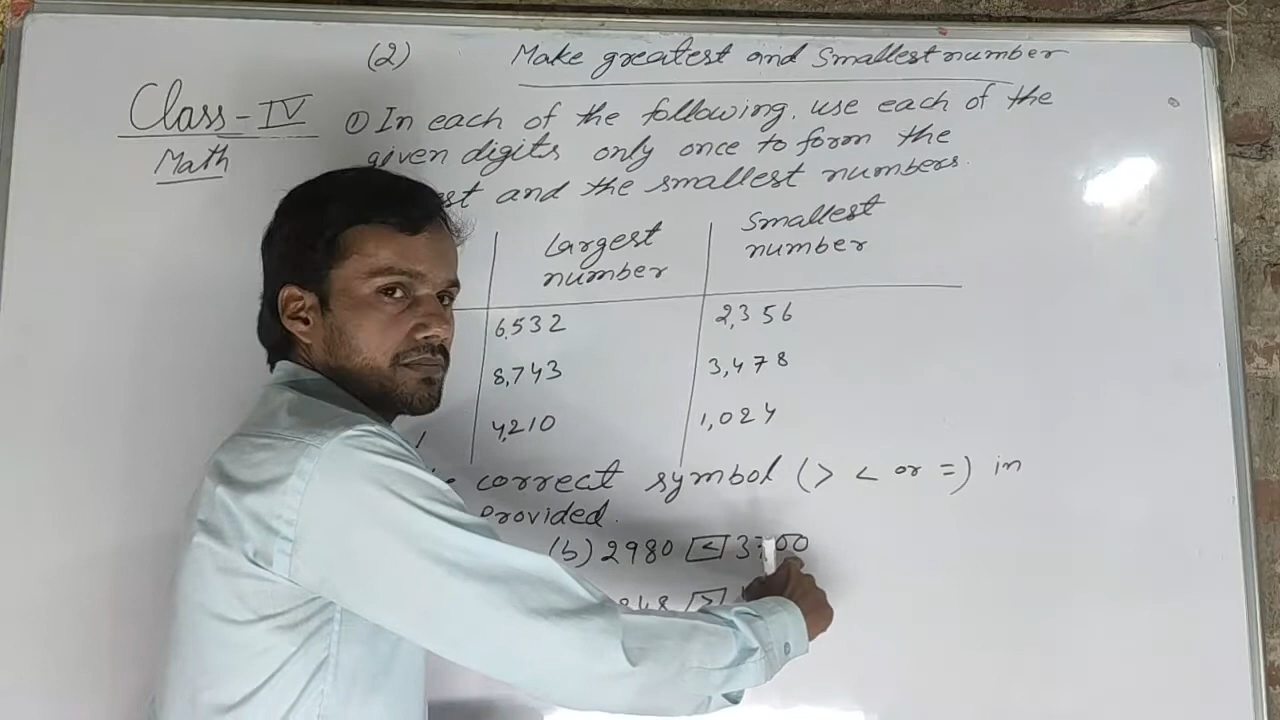 (2) Make greatest and Smallest number
Class-IV
Math
① In each of the following, use each of the
given digits only once to form the
est and the smallest numbers.
Largest number
Smallest number
6,532 2,356
8,743 3,478
4,210 1,024
correct symbol (> < or =) in
Provided.
(b) 2980 < 3700
>